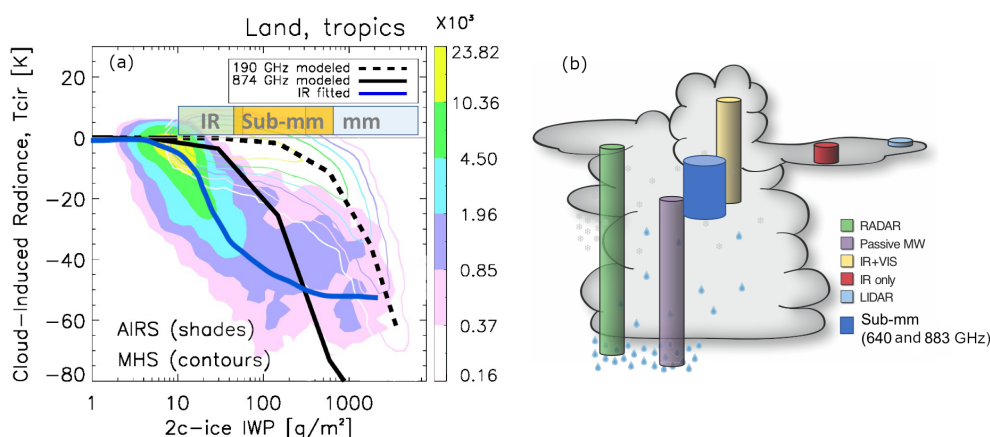 Land, tropics
X10³
(a)
190 GHz modeled
874 GHz modeled
IR fitted
IR Sub-mm mm
Cloud-Induced Radiance, Tcir [K]
20
0
-20
-40
-60
-80
AIRS (shades)
MHS (contours)
1 10 100 1000
2c-ice IWP [g/m²]
23.82
10.36
4.50
1.96
0.85
0.37
0.16
(b)
RADAR
Passive MW
IR+VIS
IR only
LIDAR
Sub-mm
(640 and 883 GHz)